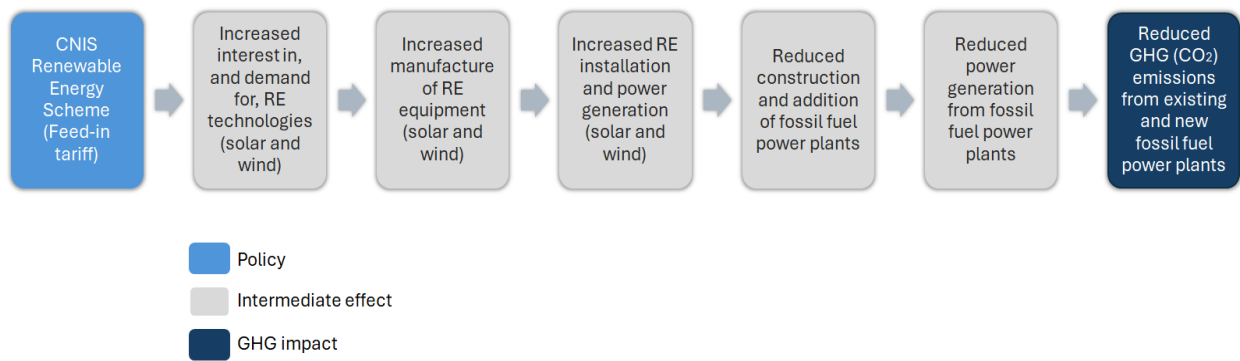 CNIS
Renewable
Energy
Scheme
(Feed-in
tariff)
Increased
interest in,
and demand
for, RE
technologies
(solar and
wind)
Increased
manufacture
of RE
equipment
(solar and
wind)
Increased RE
installation
and power
generation
(solar and
wind)
Reduced
construction
and addition
of fossil fuel
power plants
Reduced
power
generation
from fossil
fuel power
plants
Reduced
GHG (CO2)
emissions
from existing
and new
fossil fuel
power plants
Policy
Intermediate effect
GHG impact